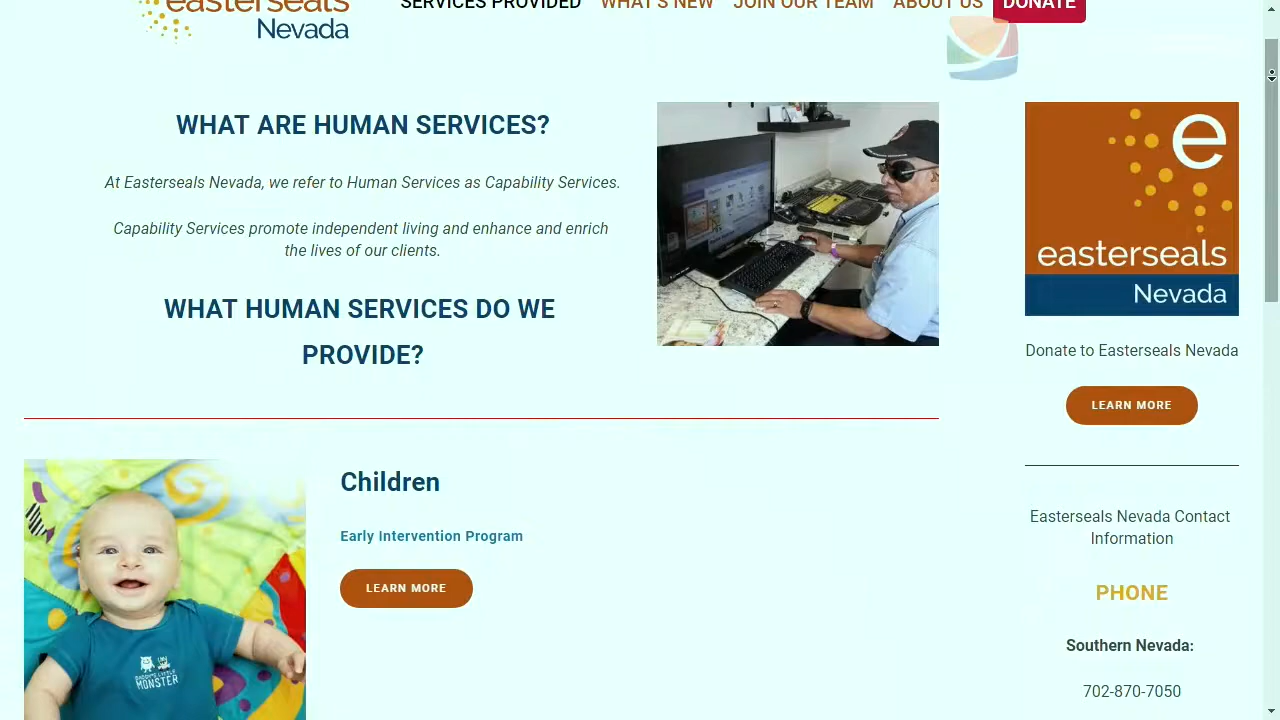 easterseals
Nevada
SERVICES PROVIDED
WHAT'S NEW
JOIN OUR TEAM
ABOUT US
DONATE
WHAT ARE HUMAN SERVICES?
At Easterseals Nevada, we refer to Human Services as Capability Services.
Capability Services promote independent living and enhance and enrich
the lives of our clients.
WHAT HUMAN SERVICES DO WE
PROVIDE?
Children
Early Intervention Program
LEARN MORE
MONSTER
e
easterseals
Nevada
Donate to Easterseals Nevada
LEARN MORE
Easterseals Nevada Contact
Information
PHONE
Southern Nevada:
702-870-7050